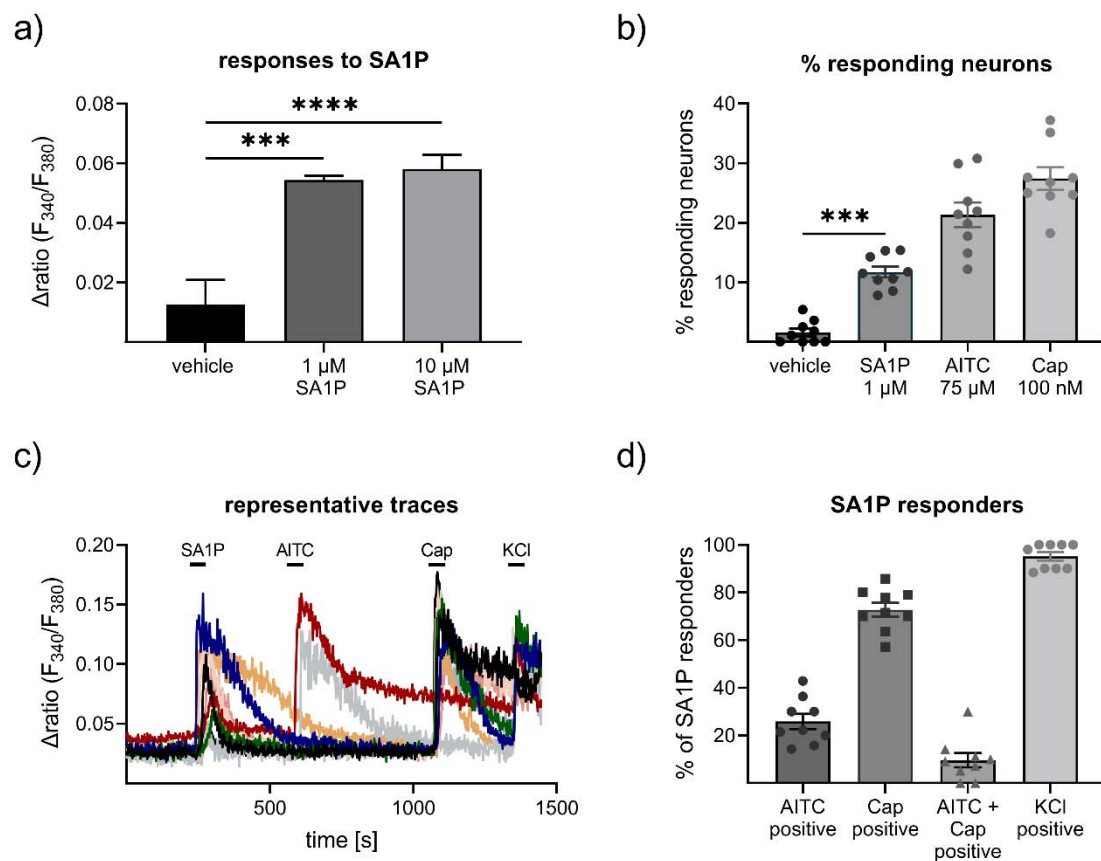 a)
responses to SA1P
Δratio (F340/F380)
0.08
0.06
0.04
0.02
****
***
vehicle
1 µM
SA1P
10 µM
SA1P
b)
% responding neurons
% responding neurons
40
30
20
10
***
vehicle
SA1P
1 µM
AITC
75 µM
Cap
100 nM
c)
representative traces
Δratio (F340/F380)
0.20
0.15
0.10
0.05
SA1P
AITC
Cap
KCl
500
1000
1500
time [s]
d)
SA1P responders
% of SA1P responders
100
80
60
40
20
AITC
positive
Cap
positive
AITC +
Cap
positive
KCl
positive